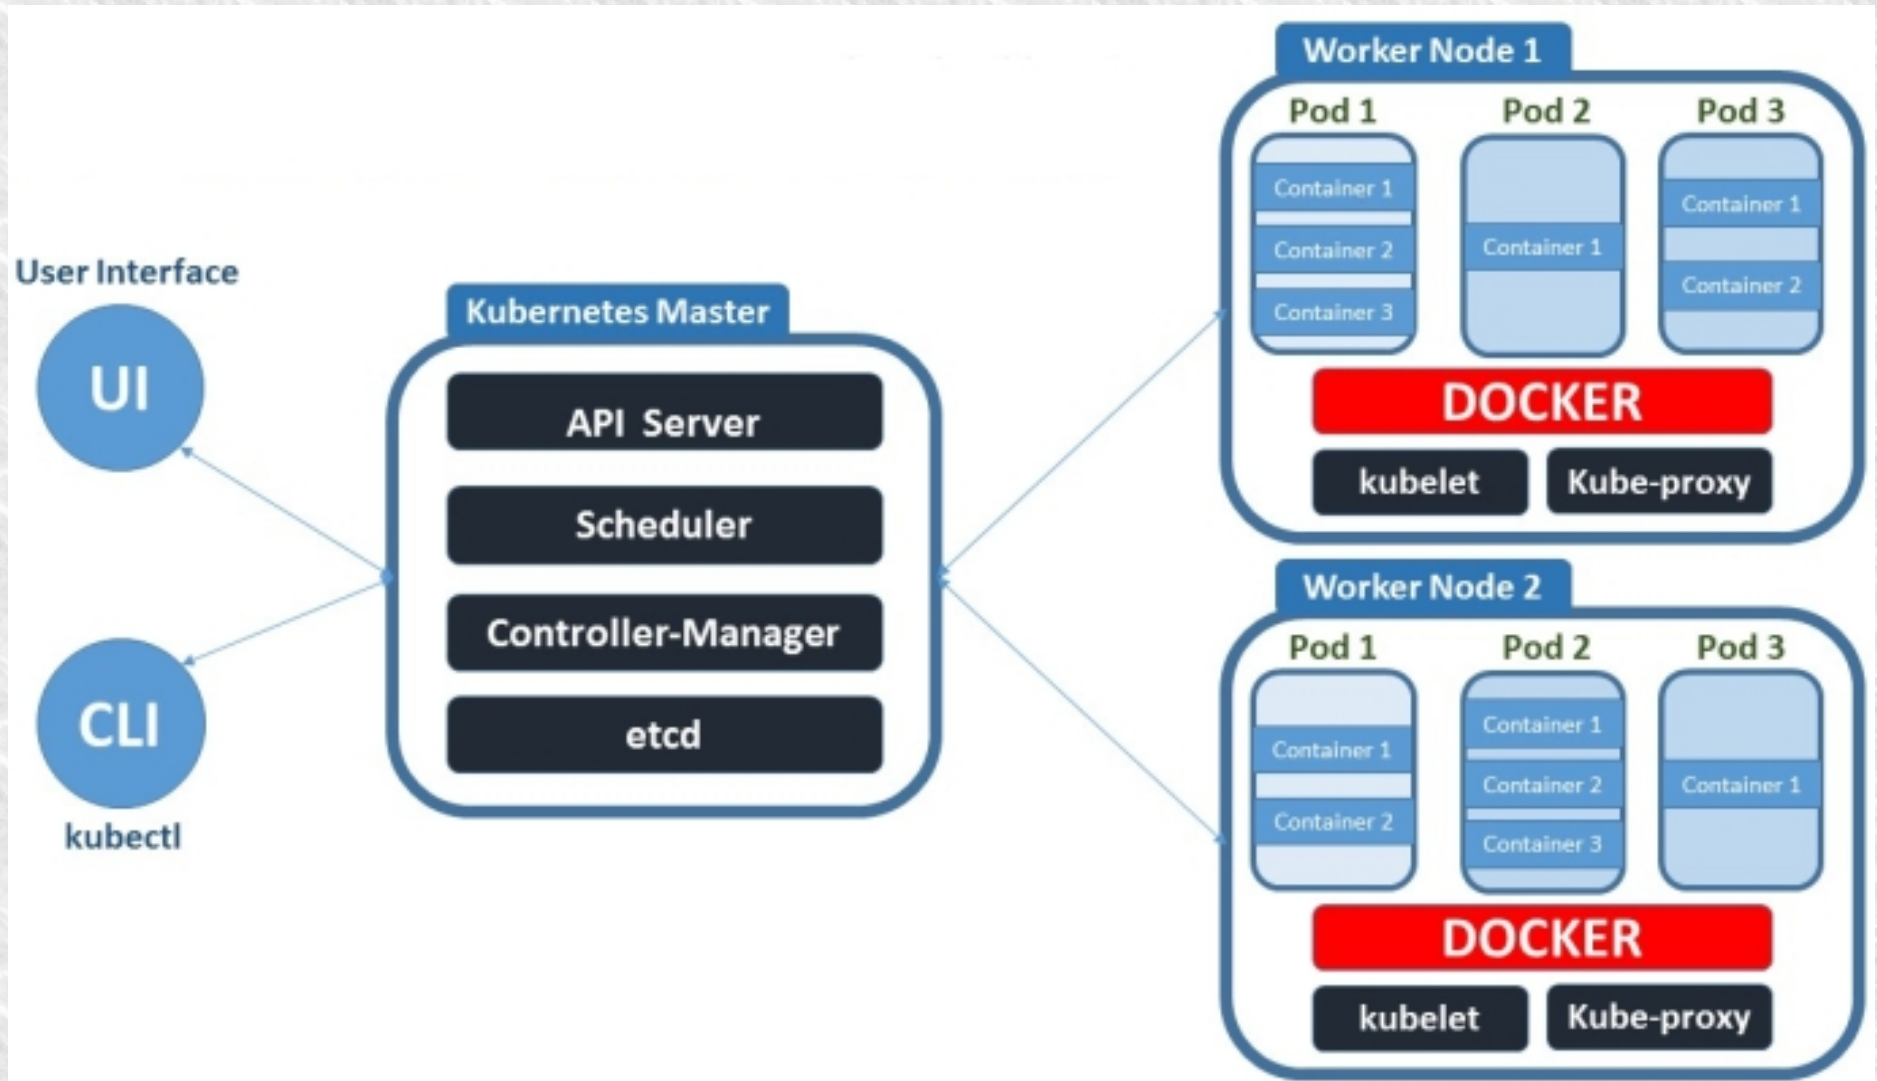 User Interface
UI
CLI
kubectl
Kubernetes Master
API Server
Scheduler
Controller-Manager
etcd
Worker Node 1
Pod 1
Container 1
Container 2
Container 3
Pod 2
Container 1
Pod 3
Container 1
Container 2
DOCKER
kubelet
Kube-proxy
Worker Node 2
Pod 1
Container 1
Container 2
Pod 2
Container 1
Container 2
Container 3
Pod 3
Container 1
DOCKER
kubelet
Kube-proxy